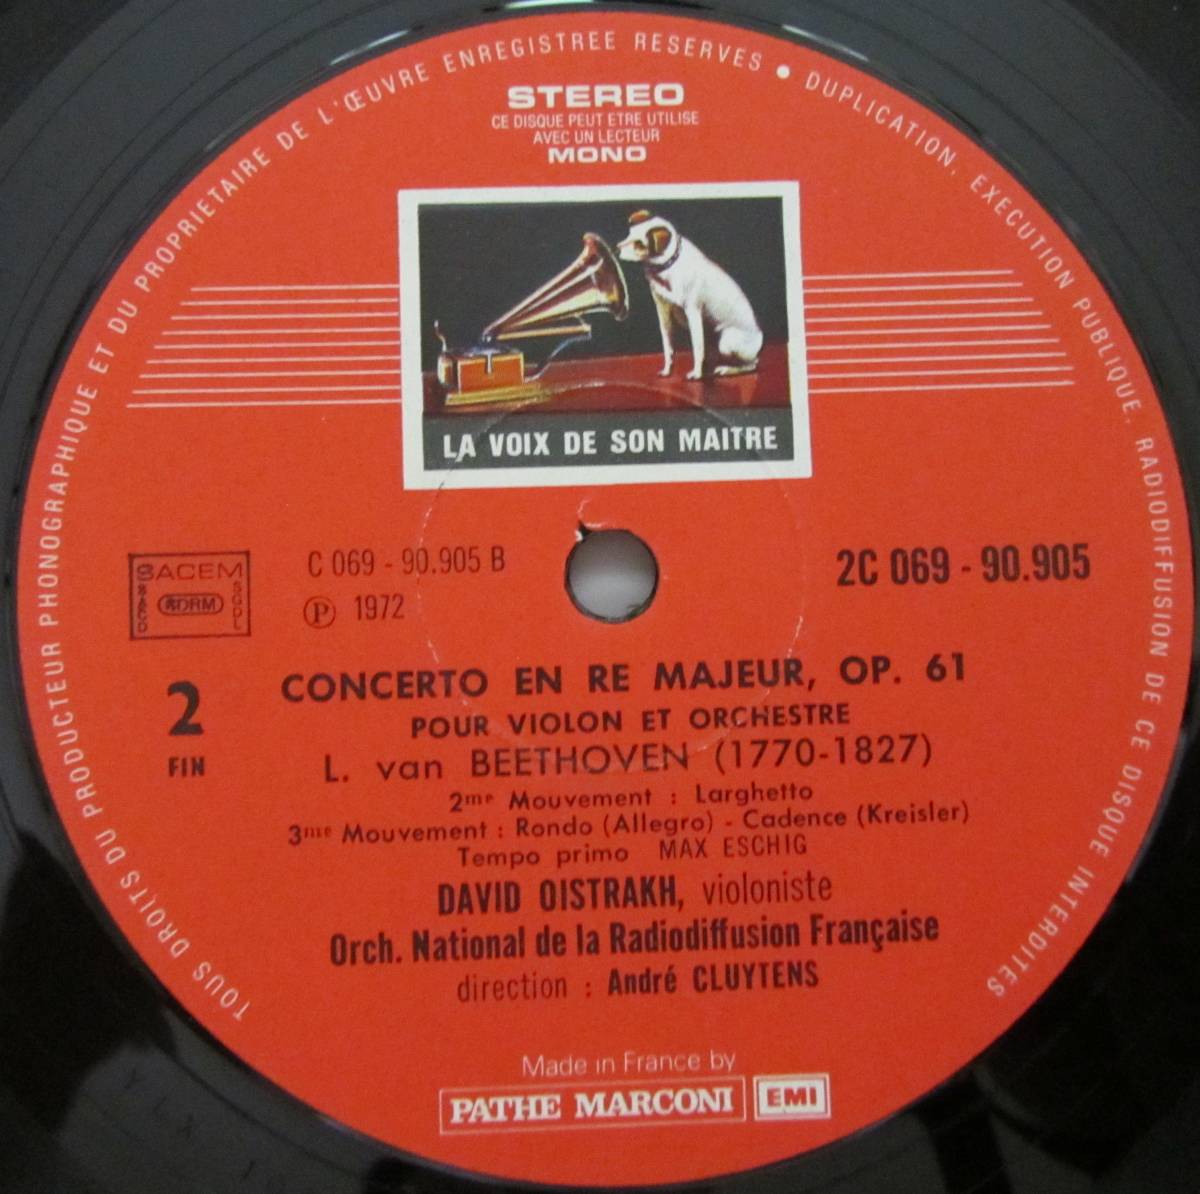 TOUS DROITS DU PRODUCTEUR PHONOGRAPHIQUE ET DU PROPRIETAIRE DE L'ŒUVRE ENREGISTREE RESERVES • DUPLICATION, EXECUTION PUBLIQUE, RADIODIFFUSION DE CE DISQUE INTERDITES
STEREO
CE DISQUE PEUT ETRE UTILISE
AVEC UN LECTEUR
MONO
LA VOIX DE SON MAITRE
SACEM
SACD SDRM SGDL
C 069 - 90.905 B
Ⓟ 1972
2C 069 - 90.905
2
FIN
CONCERTO EN RE MAJEUR, OP. 61
POUR VIOLON ET ORCHESTRE
L. van BEETHOVEN (1770-1827)
2me Mouvement : Larghetto
3me Mouvement : Rondo (Allegro) - Cadence (Kreisler)
Tempo primo MAX ESCHIG
DAVID OISTRAKH, violoniste
Orch. National de la Radiodiffusion Française
direction : André CLUYTENS
Made in France by
PATHE MARCONI EMI